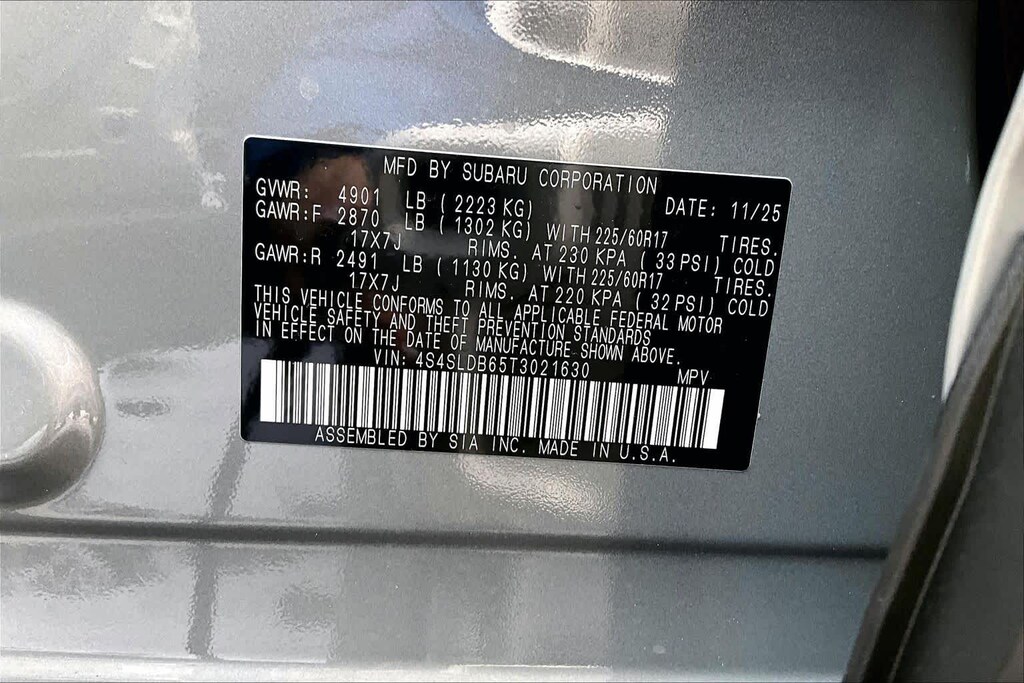 MFD BY SUBARU CORPORATION
GVWR: 4901 LB ( 2223 KG) DATE: 11/25
GAWR:F 2870 LB ( 1302 KG) WITH 225/60R17 TIRES.
17X7J RIMS. AT 230 KPA ( 33 PSI) COLD
GAWR:R 2491 LB ( 1130 KG) WITH 225/60R17 TIRES.
17X7J RIMS. AT 220 KPA ( 32 PSI) COLD
THIS VEHICLE CONFORMS TO ALL APPLICABLE FEDERAL MOTOR
VEHICLE SAFETY AND THEFT PREVENTION STANDARDS
IN EFFECT ON THE DATE OF MANUFACTURE SHOWN ABOVE.
VIN: 4S4SLDB65T3021630 MPV
ASSEMBLED BY SIA INC. MADE IN U.S.A.